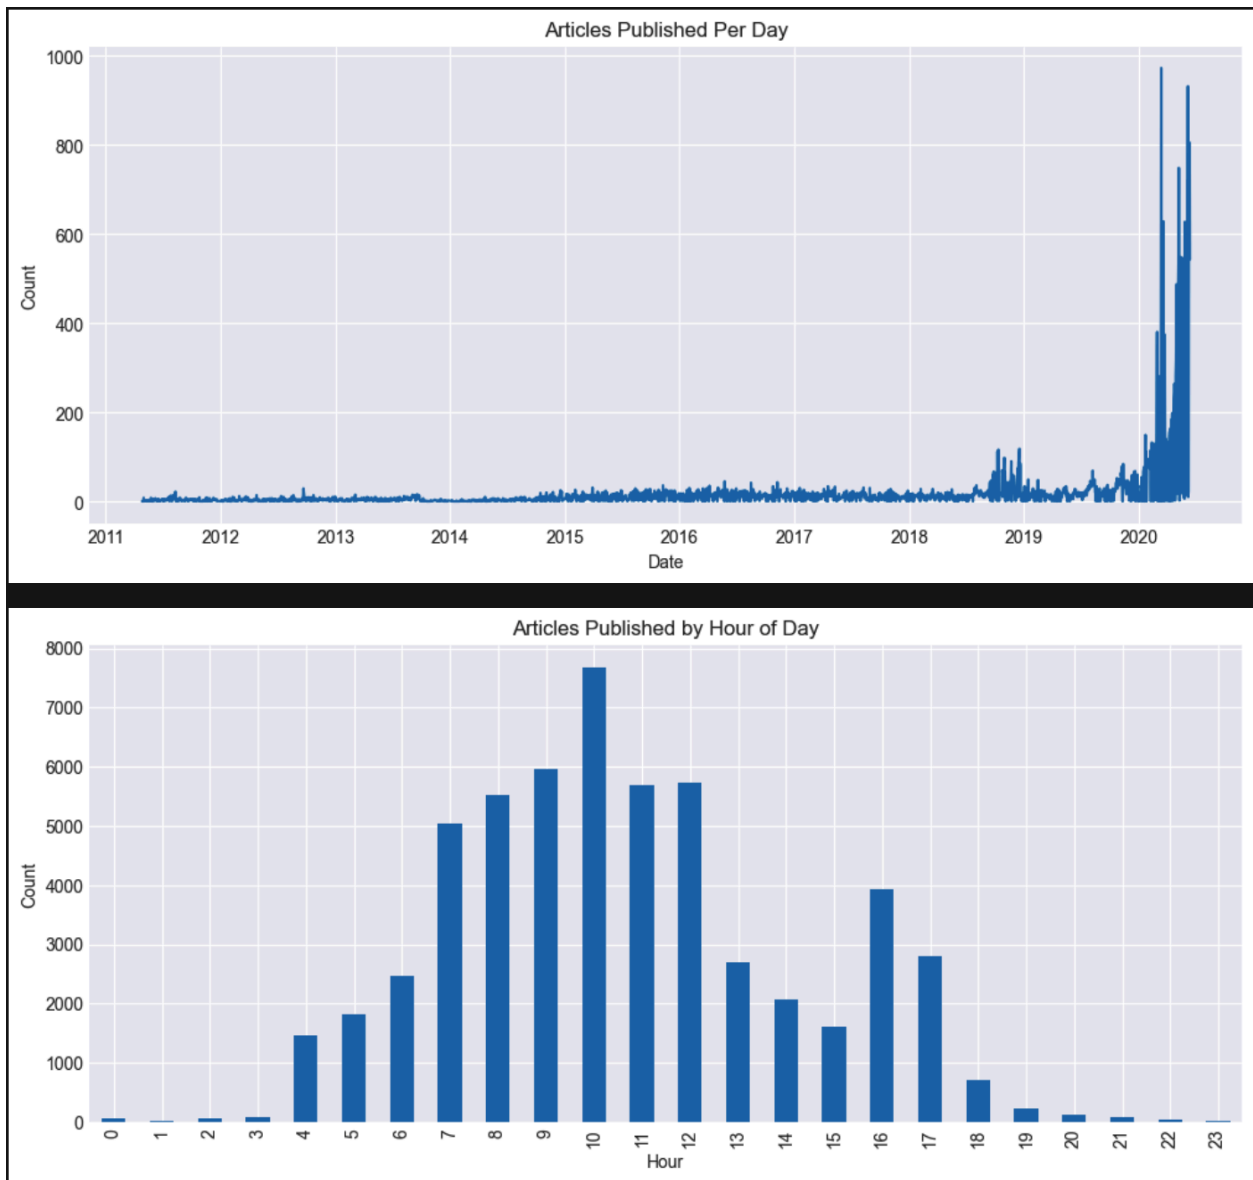 Articles Published Per Day
1000
800
600
400
200
0
Count
2011 2012 2013 2014 2015 2016 2017 2018 2019 2020
Date
Articles Published by Hour of Day
8000
7000
6000
5000
4000
3000
2000
1000
0
Count
0 1 2 3 4 5 6 7 8 9 10 11 12 13 14 15 16 17 18 19 20 21 22 23
Hour